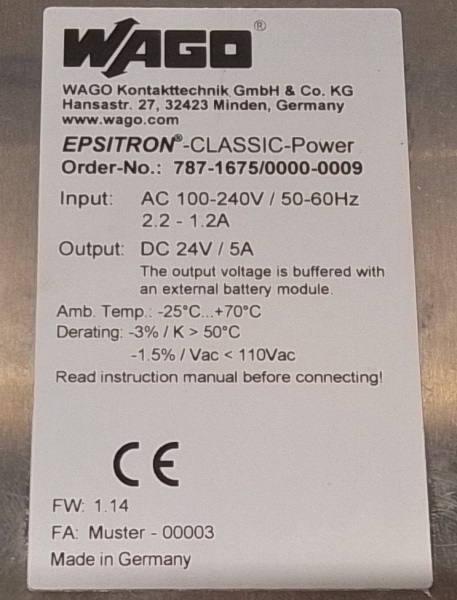 WAGO®
WAGO Kontakttechnik GmbH & Co. KG
Hansastr. 27, 32423 Minden, Germany
www.wago.com
EPSITRON®-CLASSIC-Power
Order-No.: 787-1675/0000-0009
Input: AC 100-240V / 50-60Hz
2.2 - 1.2A
Output: DC 24V / 5A
The output voltage is buffered with
an external battery module.
Amb. Temp.: -25°C...+70°C
Derating: -3% / K > 50°C
-1.5% / Vac < 110Vac
Read instruction manual before connecting!
CE
FW: 1.14
FA: Muster - 00003
Made in Germany